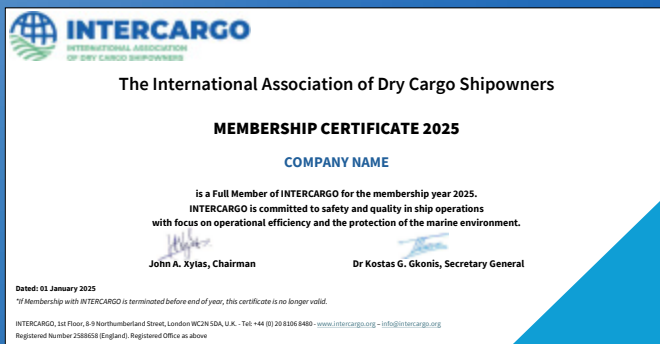 INTERCARGO
INTERNATIONAL ASSOCIATION
OF DRY CARGO SHIPOWNERS
The International Association of Dry Cargo Shipowners
MEMBERSHIP CERTIFICATE 2025
COMPANY NAME
is a Full Member of INTERCARGO for the membership year 2025.
INTERCARGO is committed to safety and quality in ship operations
with focus on operational efficiency and the protection of the marine environment.
John A. Xylas, Chairman Dr Kostas G. Gkonis, Secretary General
Dated: 01 January 2025
*If Membership with INTERCARGO is terminated before end of year, this certificate is no longer valid.
INTERCARGO, 1st Floor, 8-9 Northumberland Street, London WC2N 5DA, U.K. - Tel: +44 (0) 20 8106 8480 - www.intercargo.org – info@intercargo.org
Registered Number 2588658 (England). Registered Office as above